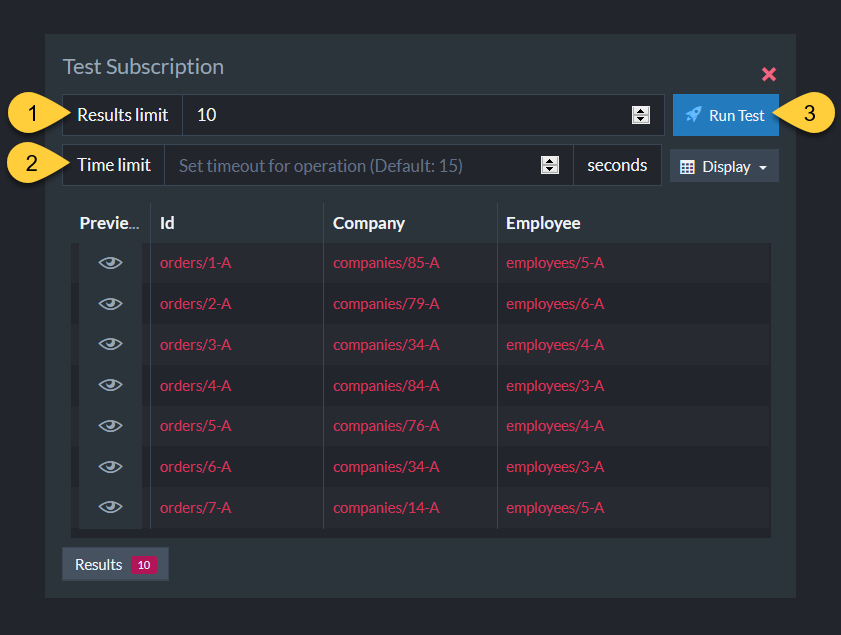 Test Subscription
1 Results limit 10 Run Test 3
2 Time limit Set timeout for operation (Default: 15) seconds Display
Previe... Id Company Employee
orders/1-A companies/85-A employees/5-A
orders/2-A companies/79-A employees/6-A
orders/3-A companies/34-A employees/4-A
orders/4-A companies/84-A employees/3-A
orders/5-A companies/76-A employees/4-A
orders/6-A companies/34-A employees/3-A
orders/7-A companies/14-A employees/5-A
Results 10